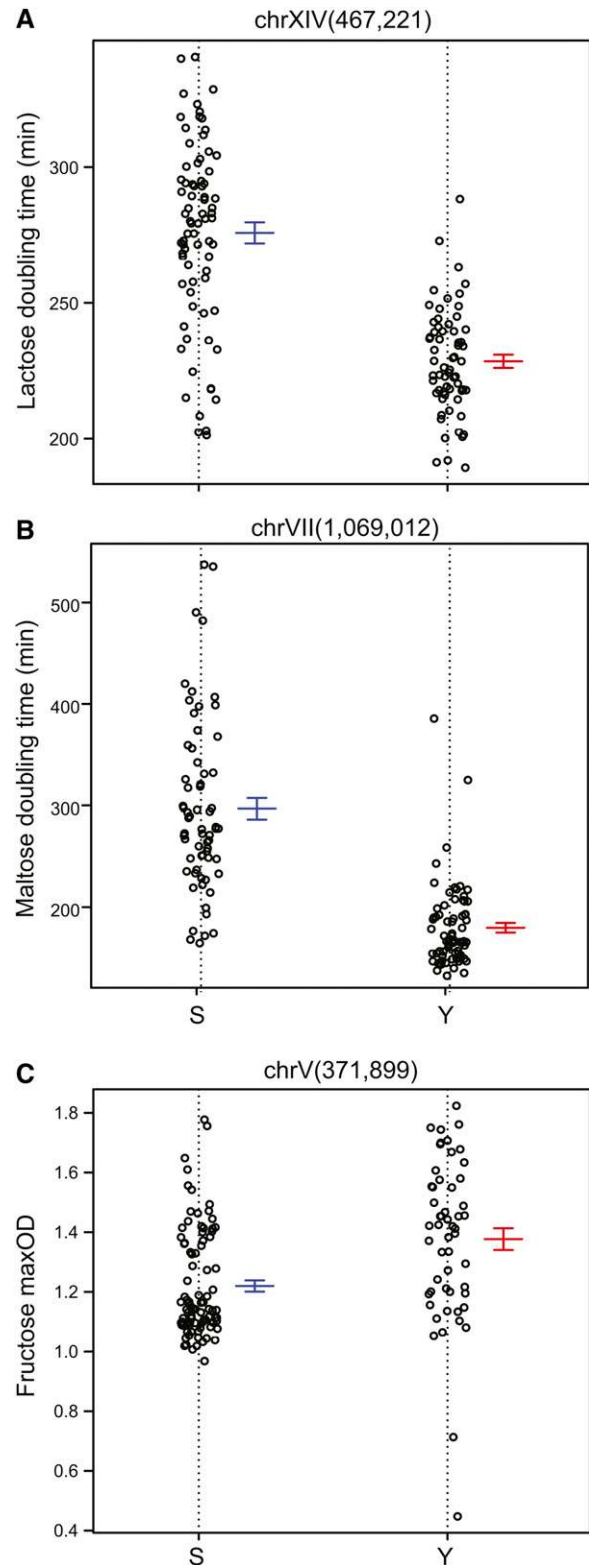 A
chrXIV(467,221)
Lactose doubling time (min)
300
250
200
B
chrVII(1,069,012)
Maltose doubling time (min)
500
400
300
200
S Y
C
chrV(371,899)
Fructose maxOD
1.8
1.6
1.4
1.2
1.0
0.8
0.6
0.4
S Y